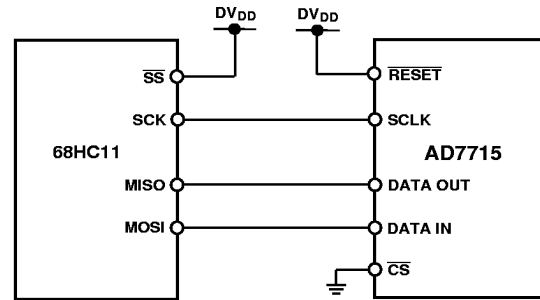 DVDD DVDD
SS RESET
SCK SCLK
68HC11 AD7715
MISO DATA OUT
MOSI DATA IN
CS